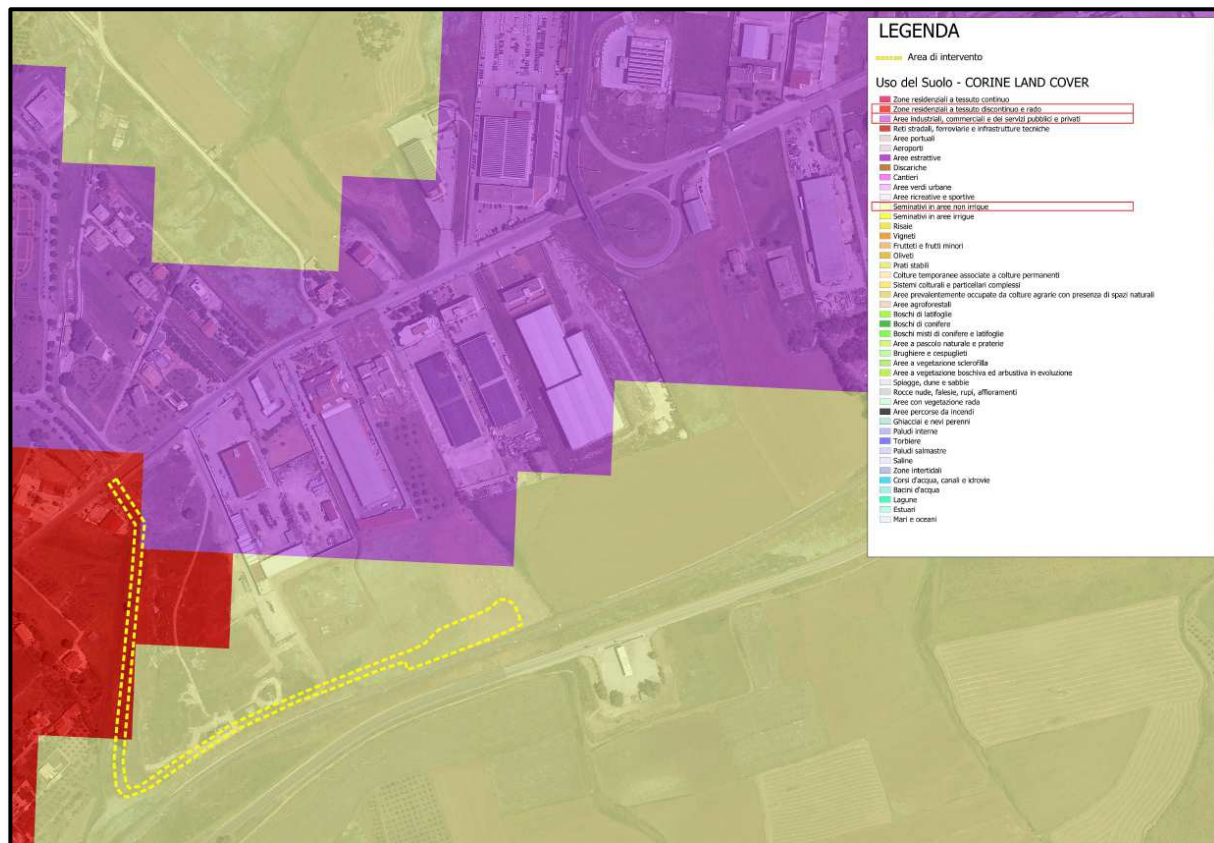 LEGENDA
Area di intervento
Uso del Suolo - CORINE LAND COVER
Zone residenziali a tessuto continuo
Zone residenziali a tessuto discontinuo e rado
Aree industriali, commerciali e dei servizi pubblici e privati
Reti stradali, ferroviarie e infrastrutture tecniche
Aree portuali
Aeroporti
Aree estrattive
Discariche
Cantieri
Aree verdi urbane
Aree ricreative e sportive
Seminativi in aree non irrigue
Seminativi in aree irrigue
Risaie
Vigneti
Frutteti e frutti minori
Oliveti
Prati stabili
Colture temporanee associate a colture permanenti
Sistemi colturali e particellari complessi
Aree prevalentemente occupate da colture agrarie con presenza di spazi naturali
Aree agroforestali
Boschi di latifoglie
Boschi di conifere
Boschi misti di conifere e latifoglie
Aree a pascolo naturale e praterie
Brughiere e cespuglieti
Aree a vegetazione sclerofilla
Aree a vegetazione boschiva ed arbustiva in evoluzione
Spiagge, dune e sabbie
Rocce nude, falesie, rupi, affioramenti
Aree con vegetazione rada
Aree percorse da incendi
Ghiacciai e nevi perenni
Paludi interne
Torbiere
Paludi salmastre
Saline
Zone intertidali
Corsi d'acqua, canali e idrovie
Bacini d'acqua
Lagune
Estuari
Mari e oceani